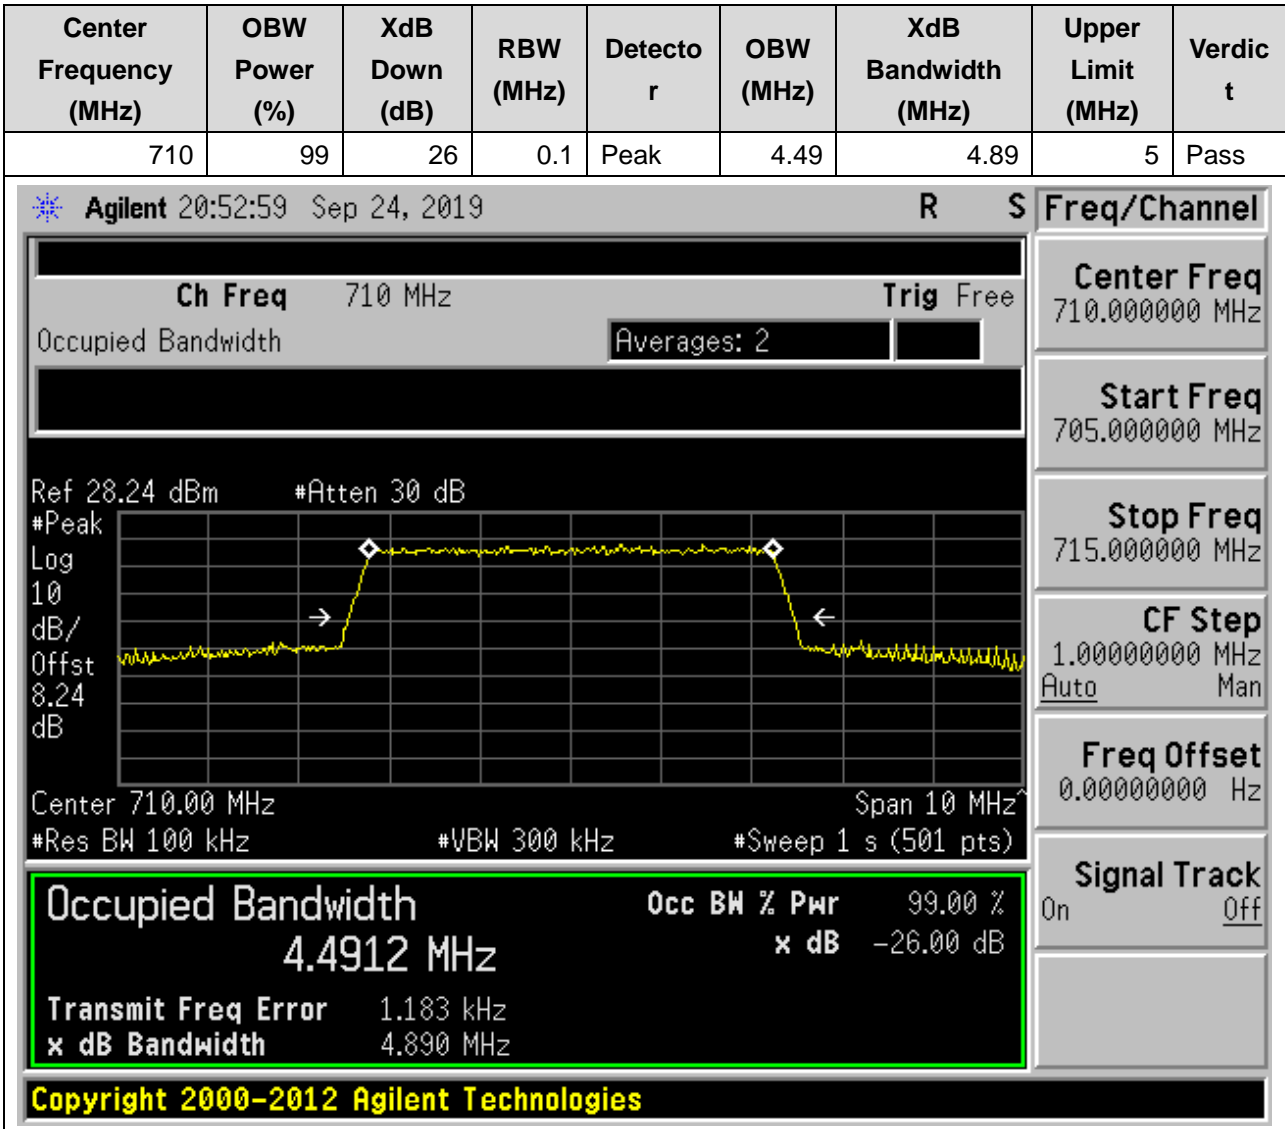 Center Frequency (MHz) OBW Power (%) XdB Down (dB) RBW (MHz) Detecto r OBW (MHz) XdB Bandwidth (MHz) Upper Limit (MHz) Verdic t
710 99 26 0.1 Peak 4.49 4.89 5 Pass
Agilent 20:52:59 Sep 24, 2019 R S
Ch Freq 710 MHz Trig Free
Occupied Bandwidth Averages: 2
Ref 28.24 dBm #Atten 30 dB
#Peak
Log
10
dB/
Offst
8.24
dB
Center 710.00 MHz Span 10 MHz^
#Res BW 100 kHz #VBW 300 kHz #Sweep 1 s (501 pts)
Occupied Bandwidth Occ BW % Pwr 99.00 %
4.4912 MHz x dB -26.00 dB
Transmit Freq Error 1.183 kHz
x dB Bandwidth 4.890 MHz
Copyright 2000-2012 Agilent Technologies
Freq/Channel
Center Freq
710.000000 MHz
Start Freq
705.000000 MHz
Stop Freq
715.000000 MHz
CF Step
1.00000000 MHz
Auto Man
Freq Offset
0.00000000 Hz
Signal Track
On Off